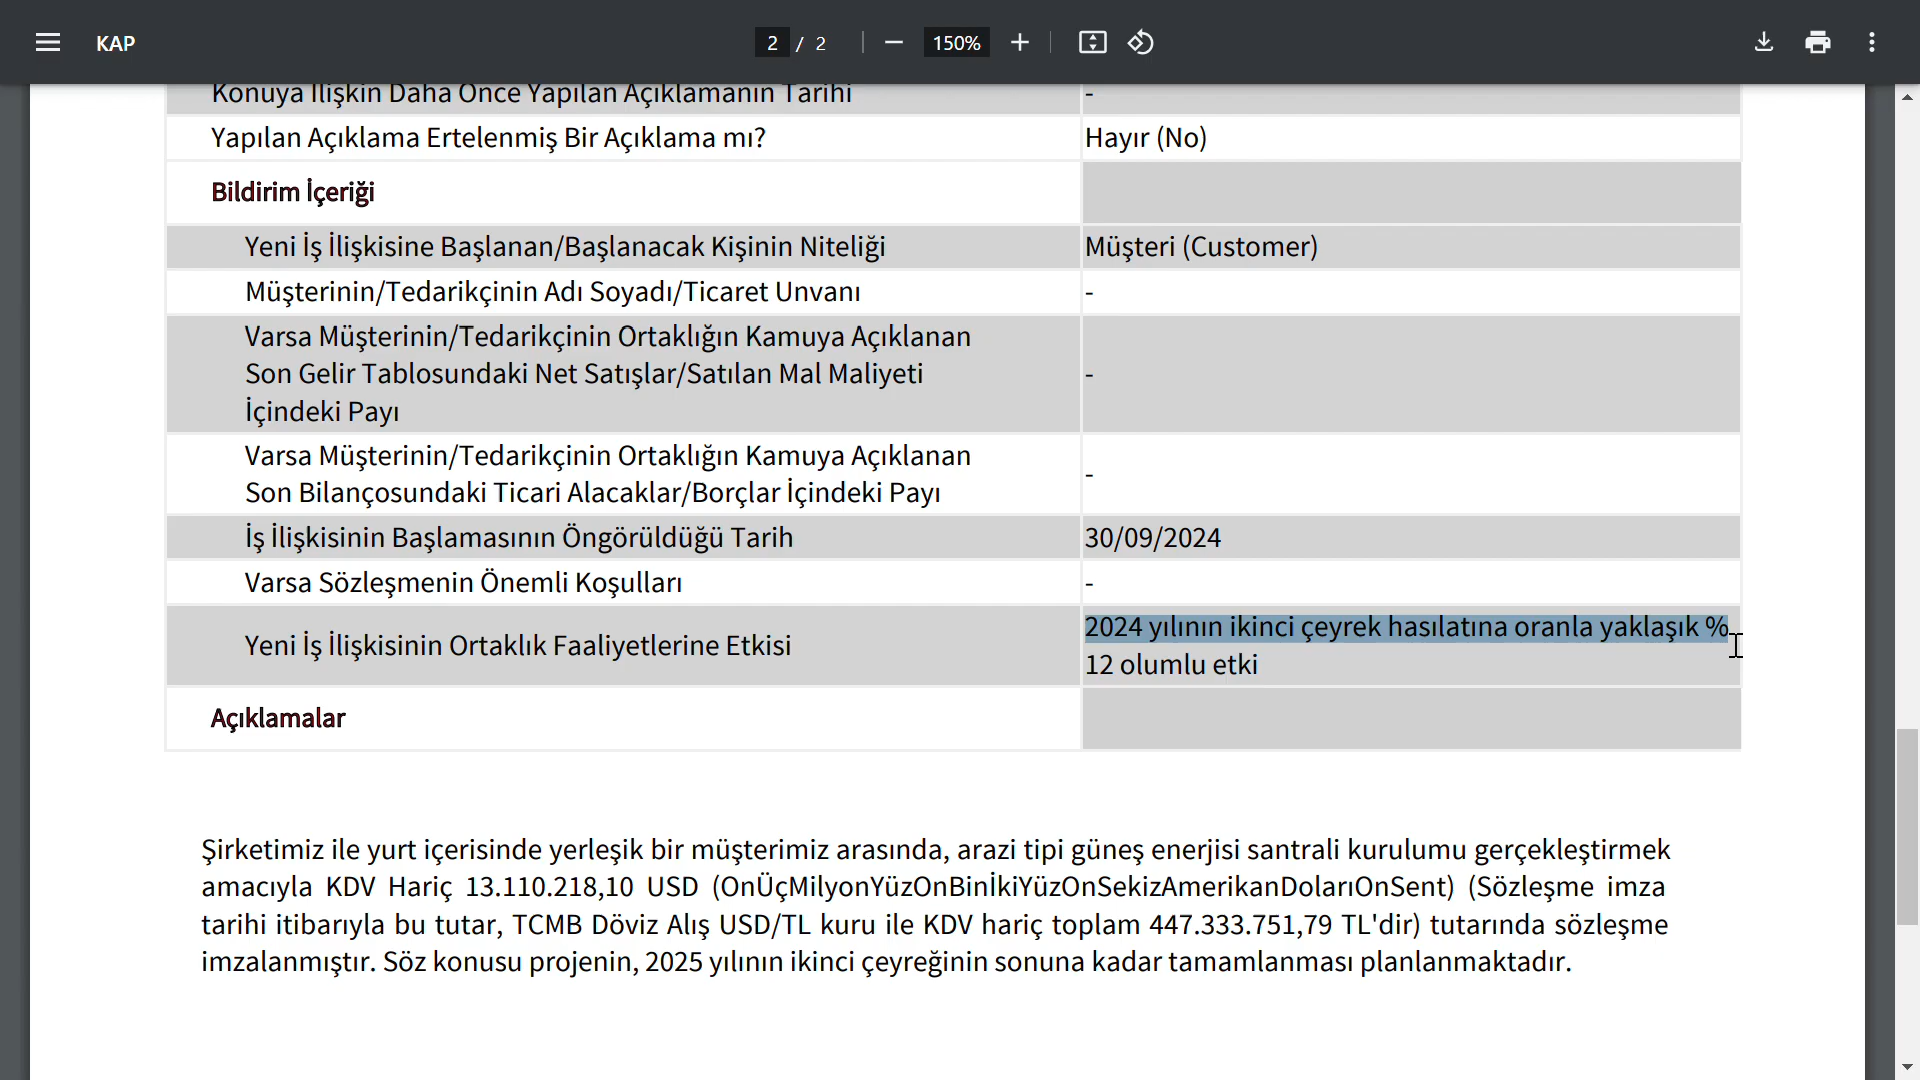 KAP
2 / 2
150%
Konuya İlişkin Daha Önce Yapılan Açıklamanın Tarihi
-
Yapılan Açıklama Ertelenmiş Bir Açıklama mı?
Hayır (No)
Bildirim İçeriği
Yeni İş İlişkisine Başlanan/Başlanacak Kişinin Niteliği
Müşteri (Customer)
Müşterinin/Tedarikçinin Adı Soyadı/Ticaret Unvanı
-
Varsa Müşterinin/Tedarikçinin Ortaklığın Kamuya Açıklanan
Son Gelir Tablosundaki Net Satışlar/Satılan Mal Maliyeti
İçindeki Payı
-
Varsa Müşterinin/Tedarikçinin Ortaklığın Kamuya Açıklanan
Son Bilançosundaki Ticari Alacaklar/Borçlar İçindeki Payı
-
İş İlişkisinin Başlamasının Öngörüldüğü Tarih
30/09/2024
Varsa Sözleşmenin Önemli Koşulları
-
Yeni İş İlişkisinin Ortaklık Faaliyetlerine Etkisi
2024 yılının ikinci çeyrek hasılatına oranla yaklaşık %
12 olumlu etki
Açıklamalar
Şirketimiz ile yurt içerisinde yerleşik bir müşterimiz arasında, arazi tipi güneş enerjisi santrali kurulumu gerçekleştirmek
amacıyla KDV Hariç 13.110.218,10 USD (OnÜçMilyonYüzOnBinİkiYüzOnSekizAmerikanDolarıOnSent) (Sözleşme imza
tarihi itibarıyla bu tutar, TCMB Döviz Alış USD/TL kuru ile KDV hariç toplam 447.333.751,79 TL'dir) tutarında sözleşme
imzalanmıştır. Söz konusu projenin, 2025 yılının ikinci çeyreğinin sonuna kadar tamamlanması planlanmaktadır.